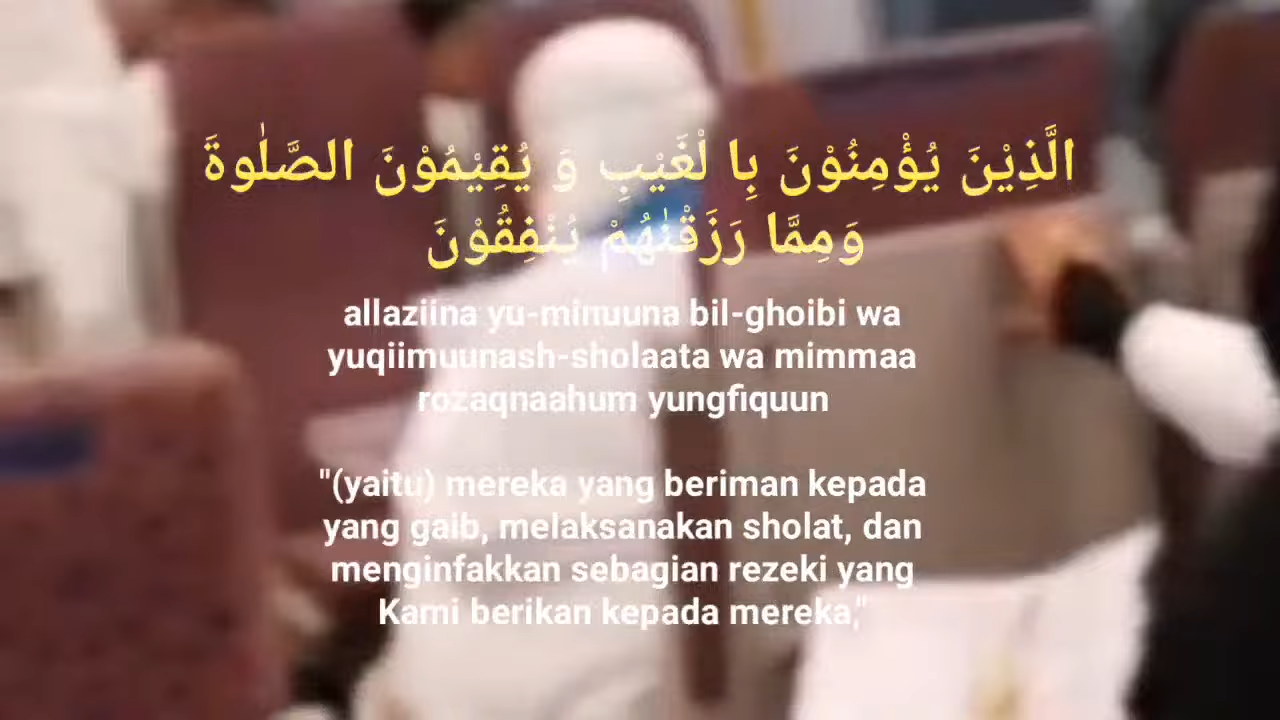 الَّذِيْنَ يُؤْمِنُوْنَ بِا لْغَيْبِ وَ يُقِيْمُوْنَ الصَّلٰوةَ
وَمِمَّا رَزَقْنٰهُمْ يُنْفِقُوْنَ
allaziina yu-minuuna bil-ghoibi wa
yuqiimuunash-sholaata wa mimmaa
rozaqnaahum yungfiquun
"(yaitu) mereka yang beriman kepada
yang gaib, melaksanakan sholat, dan
menginfakkan sebagian rezeki yang
Kami berikan kepada mereka,"